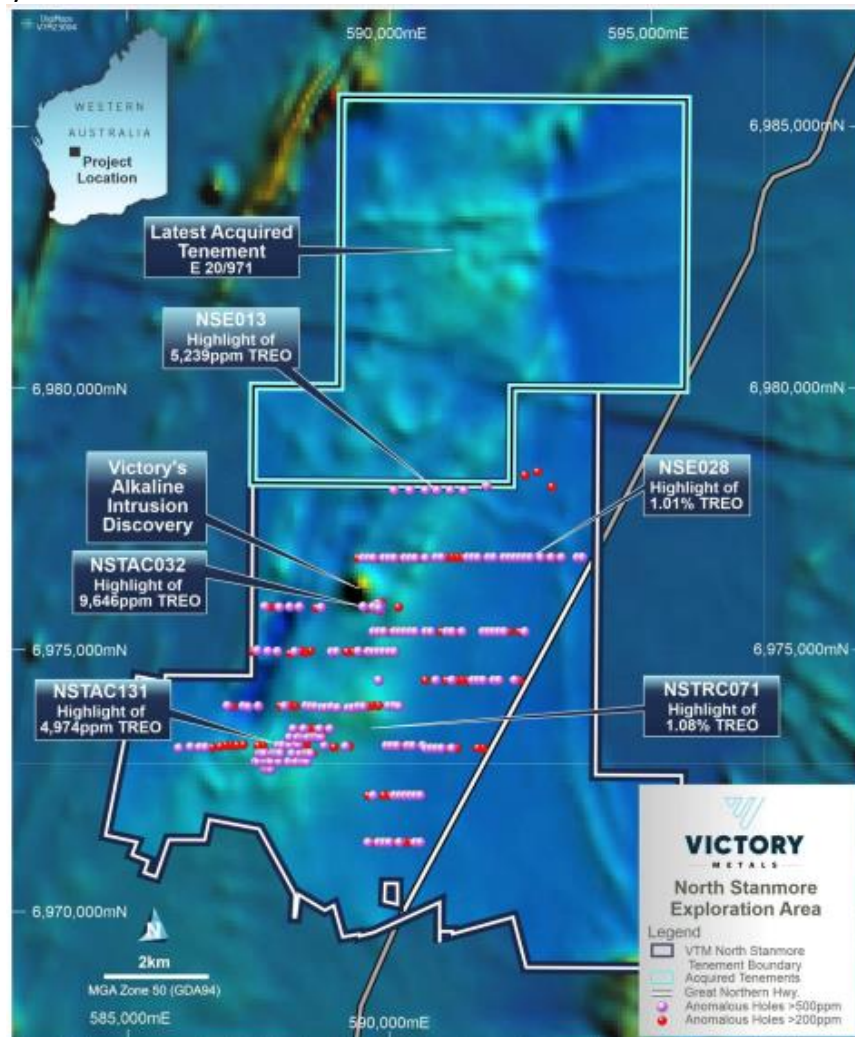 DigiMaps
590,000mE
595,000mE
WESTERN
AUSTRALIA
Project
Location
6,985,000mN
Latest Acquired
Tenement
E 20/971
NSE013
Highlight of
5,239ppm TREO
6,980,000mN
6,980,000mN
Victory's
Alkaline
Intrusion
Discovery
NSE028
Highlight of
1.01% TREO
NSTAC032
Highlight of
9,646ppm TREO
6,975,000mN
6,975,000mN
NSTAC131
Highlight of
4,974ppm TREO
NSTRC071
Highlight of
1.08% TREO
VICTORY
METALS
North Stanmore
Exploration Area
Legend
VTM North Stanmore
Tenement Boundary
Acquired Tenements
Great Northern Hwy.
Anomalous Holes >500ppm
Anomalous Holes >200ppm
6,970,000mN
N
2km
MGA Zone 50 (GDA94)
585,000mE
590,000mE